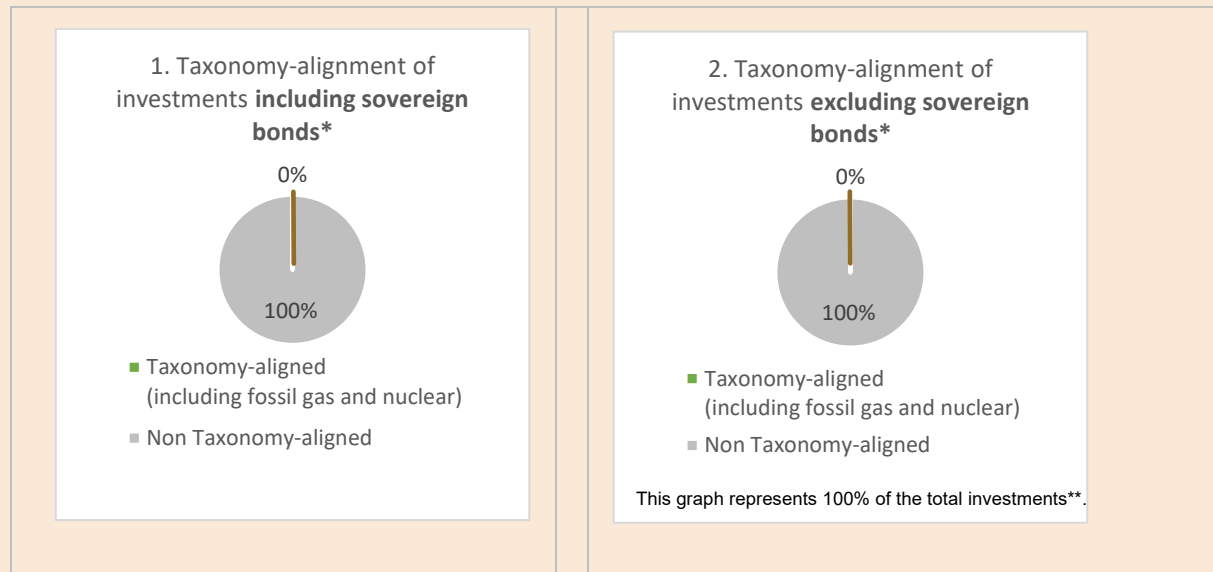 1. Taxonomy-alignment of
investments including sovereign
bonds*
0%
100%
Taxonomy-aligned
(including fossil gas and nuclear)
Non Taxonomy-aligned
2. Taxonomy-alignment of
investments excluding sovereign
bonds*
0%
100%
Taxonomy-aligned
(including fossil gas and nuclear)
Non Taxonomy-aligned
This graph represents 100% of the total investments**.